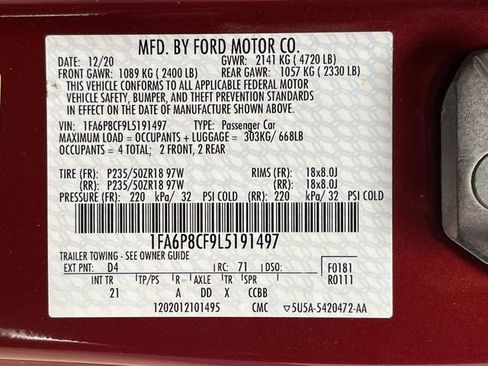 MFD. BY FORD MOTOR CO.
DATE: 12/20 GVWR: 2141 KG ( 4720 LB)
FRONT GAWR: 1089 KG ( 2400 LB) REAR GAWR: 1057 KG ( 2330 LB)
THIS VEHICLE CONFORMS TO ALL APPLICABLE FEDERAL MOTOR
VEHICLE SAFETY, BUMPER, AND THEFT PREVENTION STANDARDS
IN EFFECT ON THE DATE OF MANUFACTURE SHOWN ABOVE.
VIN: 1FA6P8CF9L5191497 TYPE: Passenger Car
MAXIMUM LOAD = OCCUPANTS + LUGGAGE = 303KG/ 668LB
OCCUPANTS = 4 TOTAL; 2 FRONT, 2 REAR
TIRE (FR): P235/50ZR18 97W RIMS (FR): 18x8.0J
(RR): P235/50ZR18 97W (RR): 18x8.0J
PRESSURE (FR): 220 kPa/ 32 PSI COLD (RR): 220 kPa/ 32 PSI COLD
1FA6P8CF9L5191497
TRAILER TOWING - SEE OWNER GUIDE
EXT PNT: D4 RC: 71 DSO: F0181
INT TR TP/PS R AXLE TR SPR R0111
21 A DD X CCBB
1202012101495 CMC ▽5U5A-5420472-AA